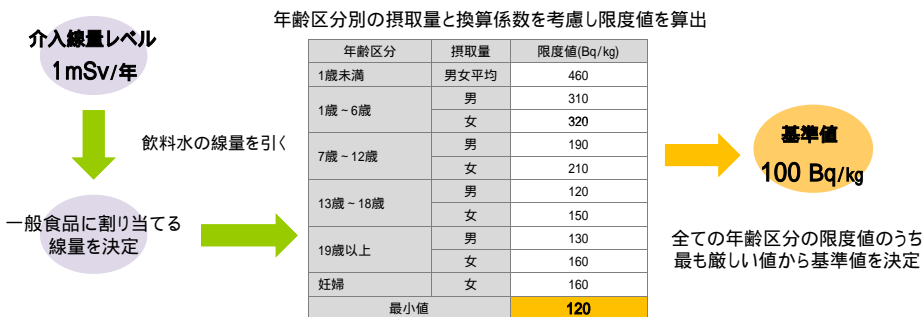 年齢区分別の摂取量と換算係数を考慮し限度値を算出
介入線量レベル
1mSv/年
飲料水の線量を引く
一般食品に割り当てる
線量を決定
年齢区分 摂取量 限度値(Bq/kg)
1歳未満 男女平均 460
1歳~6歳 男 310
女 320
7歳~12歳 男 190
女 210
13歳~18歳 男 120
女 150
19歳以上 男 130
女 160
妊婦 女 160
最小値 120
基準値
100 Bq/kg
全ての年齢区分の限度値のうち
最も厳しい値から基準値を決定